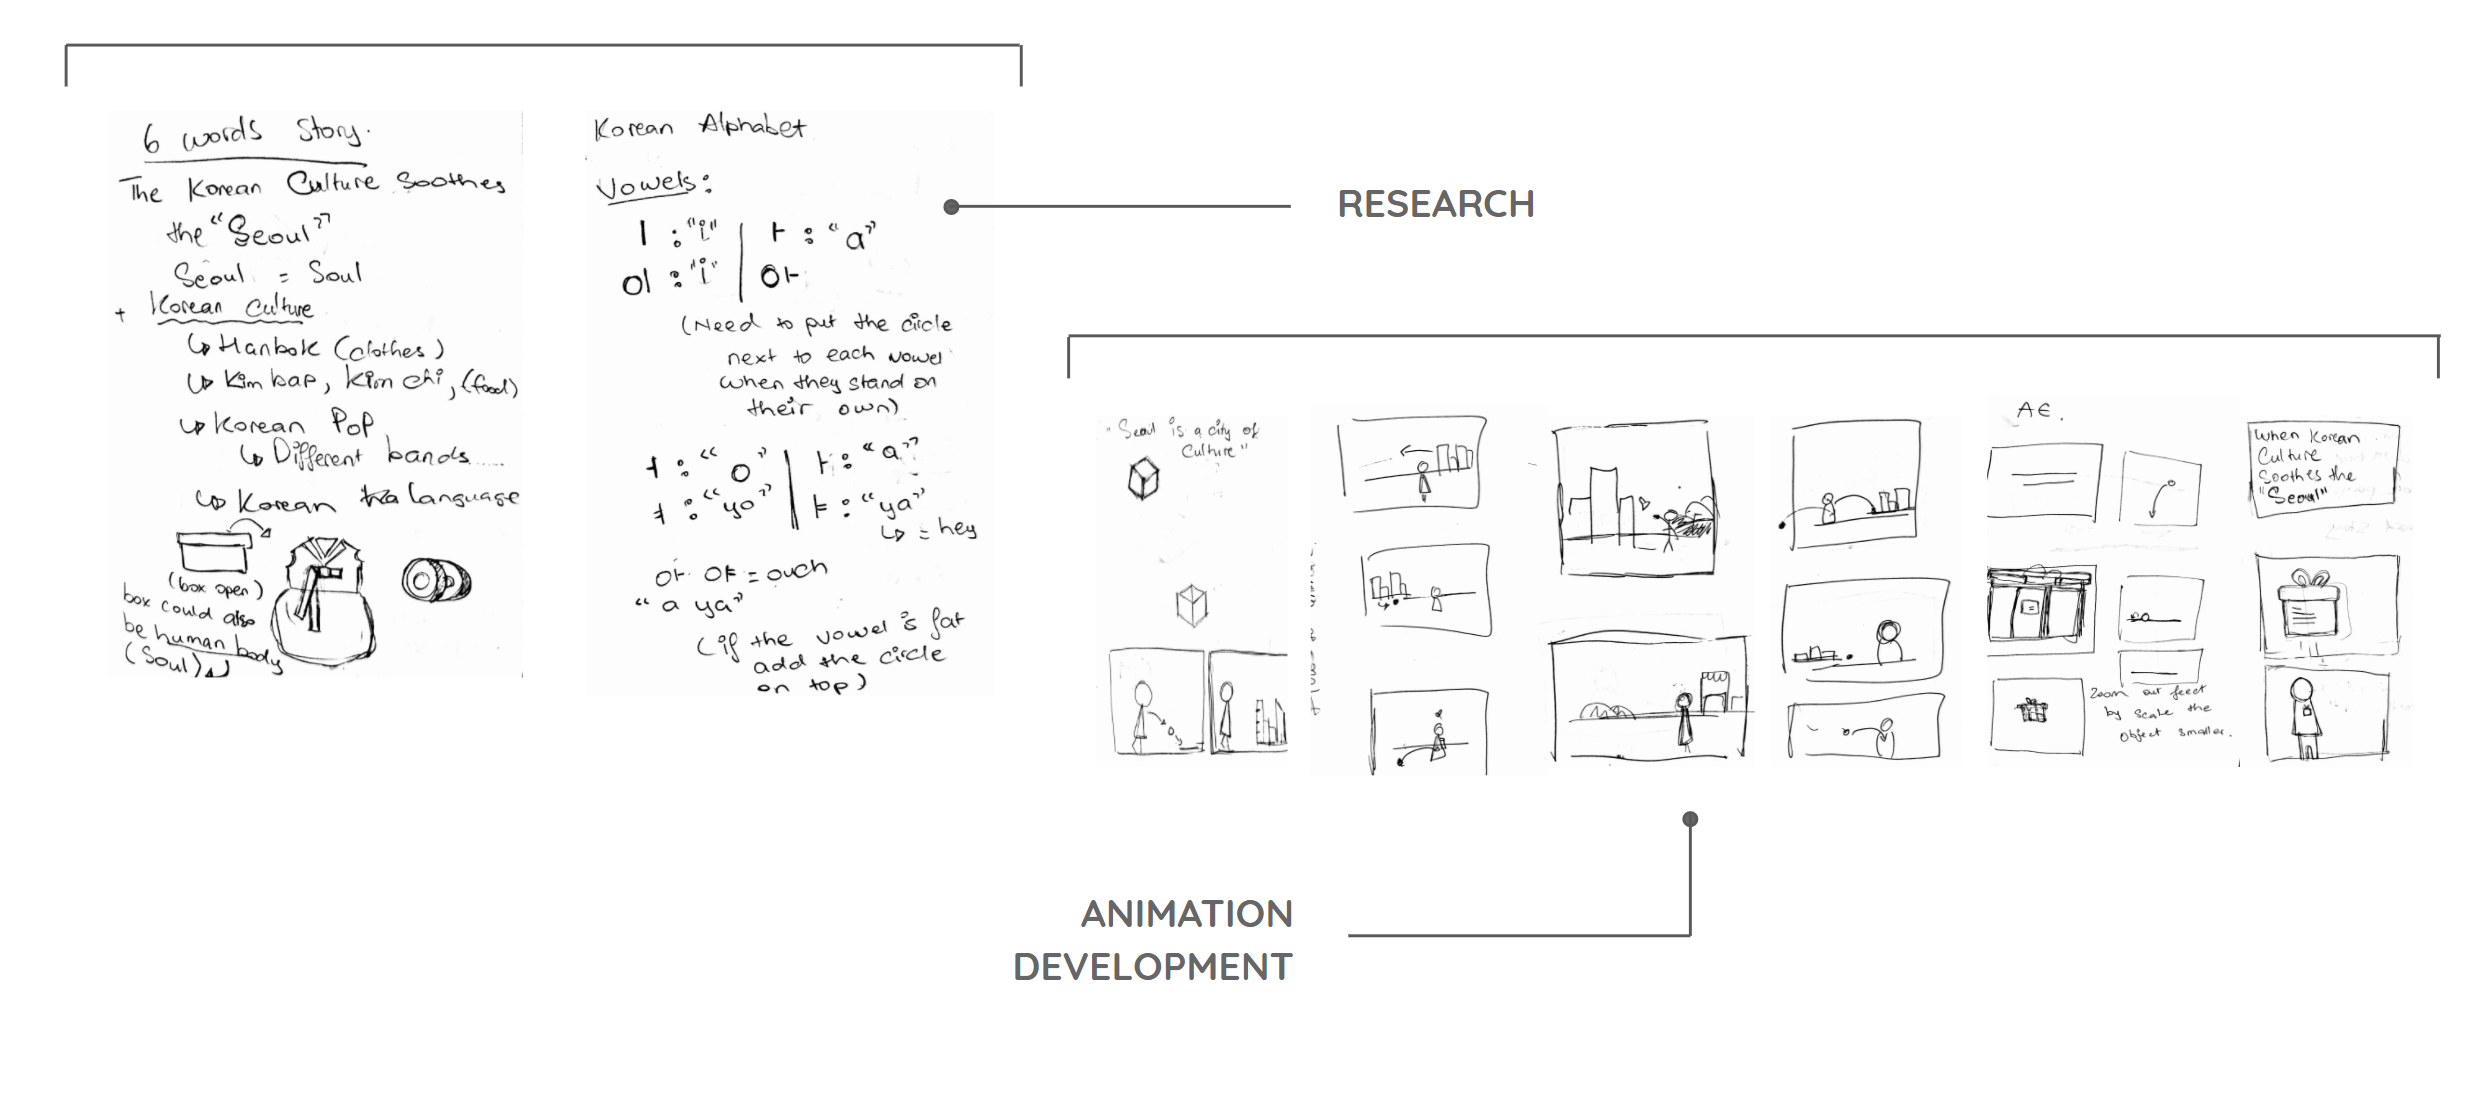 6 words Story.
The Korean Culture Soothes
the "Seoul"
Seoul = Soul
+ Korean Culture
↳ Hanbok (clothes)
↳ Kim bap, Kim chi, (food)
↳ Korean Pop
↳ Different bands.....
↳ Korean language
(box open)
box could also
be human body
(Soul)
Korean Alphabet
Vowels:
ㅣ : "i" | ㅏ : "a"
이 : "i" | 아
(Need to put the circle
next to each vowel
when they stand on
their own)
ㅓ : "o" | ㅏ : "a"
ㅕ : "yo" | ㅑ : "ya"
↳ = hey
아 야 = ouch
"a ya"
(if the vowel is fat
add the circle
on top)
RESEARCH
"Seoul is a city of
Culture"
AE.
Zoom out
by scale the
object smaller.
When Korean
Culture
Soothes the
"Seoul"
ANIMATION
DEVELOPMENT